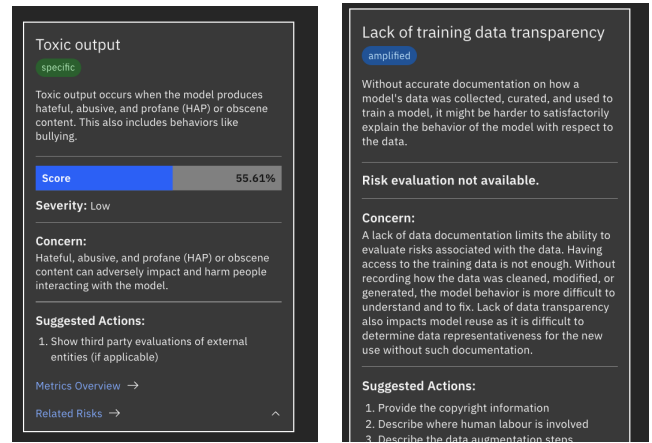 Toxic output
specific
Toxic output occurs when the model produces
hateful, abusive, and profane (HAP) or obscene
content. This also includes behaviors like
bullying.
Score 55.61%
Severity: Low
Concern:
Hateful, abusive, and profane (HAP) or obscene
content can adversely impact and harm people
interacting with the model.
Suggested Actions:
1. Show third party evaluations of external
entities (if applicable)
Metrics Overview →
Related Risks →
Lack of training data transparency
amplified
Without accurate documentation on how a
model's data was collected, curated, and used to
train a model, it might be harder to satisfactorily
explain the behavior of the model with respect to
the data.
Risk evaluation not available.
Concern:
A lack of data documentation limits the ability to
evaluate risks associated with the data. Having
access to the training data is not enough. Without
recording how the data was cleaned, modified, or
generated, the model behavior is more difficult to
understand and to fix. Lack of data transparency
also impacts model reuse as it is difficult to
determine data representativeness for the new
use without such documentation.
Suggested Actions:
1. Provide the copyright information
2. Describe where human labour is involved
3. Describe the data augmentation steps